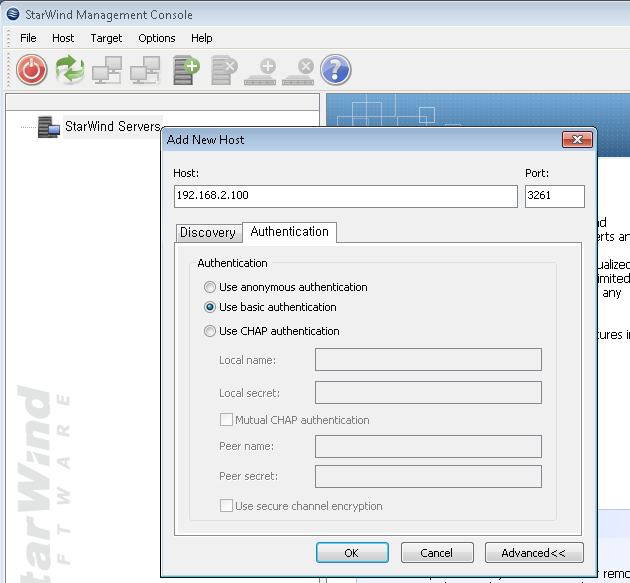 StarWind Management Console
File Host Target Options Help
StarWind Servers
Add New Host
Host: Port:
192.168.2.100 3261
Discovery Authentication
Authentication
Use anonymous authentication
Use basic authentication
Use CHAP authentication
Local name:
Local secret:
Mutual CHAP authentication
Peer name:
Peer secret:
Use secure channel encryption
OK Cancel Advanced<<
nd
erts an
ualized
imited
any
tures i
r remo
tarWind
FTWARE